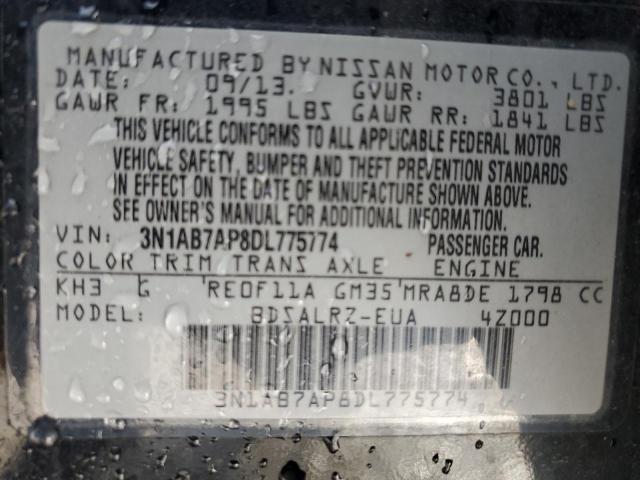 MANUFACTURED BY NISSAN MOTOR CO., LTD.
DATE: 09/13. GVWR: 3801 LBS
GAWR FR: 1995 LBS GAWR RR: 1841 LBS
THIS VEHICLE CONFORMS TO ALL APPLICABLE FEDERAL MOTOR
VEHICLE SAFETY, BUMPER AND THEFT PREVENTION STANDARDS
IN EFFECT ON THE DATE OF MANUFACTURE SHOWN ABOVE.
SEE OWNER'S MANUAL FOR ADDITIONAL INFORMATION.
VIN: 3N1AB7AP8DL775774 PASSENGER CAR.
COLOR TRIM TRANS AXLE ENGINE
KH3 G RE0F11A GM35 MRA8DE 1798 CC
MODEL: BDSALRZ-EUA 4Z000
3N1AB7AP8DL775774